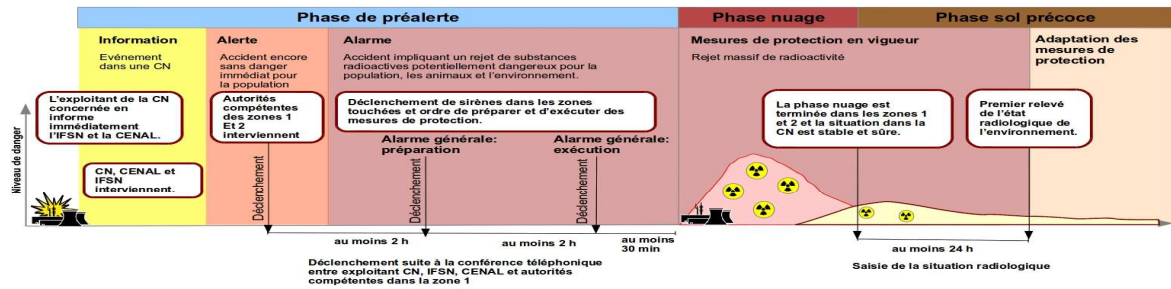 Phase de préalerte
Phase nuage
Phase sol précoce
Information
Evénement
dans une CN
L'exploitant de la CN
concernée en
informe
immédiatement
l'IFSN et la CENAL.
CN, CENAL et
IFSN
interviennent.
Alerte
Accident encore
sans danger
immédiat pour
la population
Autorités
compétentes
des zones 1
Et 2
interviennent
Alarme
Accident impliquant un rejet de substances
radioactives potentiellement dangereux pour la
population, les animaux et l'environnement.
Déclenchement de sirènes dans les zones
touchées et ordre de préparer et d'exécuter des
mesures de protection.
Alarme générale:
préparation
Alarme générale:
exécution
Mesures de protection en vigueur
Rejet massif de radioactivité
La phase nuage est
terminée dans les zones 1
et 2 et la situation dans la
CN est stable et sûre.
Adaptation des
mesures de
protection
Premier relevé
de l'état
radiologique de
l'environnement.
Niveau de danger
Déclenchement
Déclenchement
Déclenchement
au moins 2 h
au moins 2 h
au moins
30 min
au moins 24 h
Déclenchement suite à la conférence téléphonique
entre exploitant CN, IFSN, CENAL et autorités
compétentes dans la zone 1
Saisie de la situation radiologique